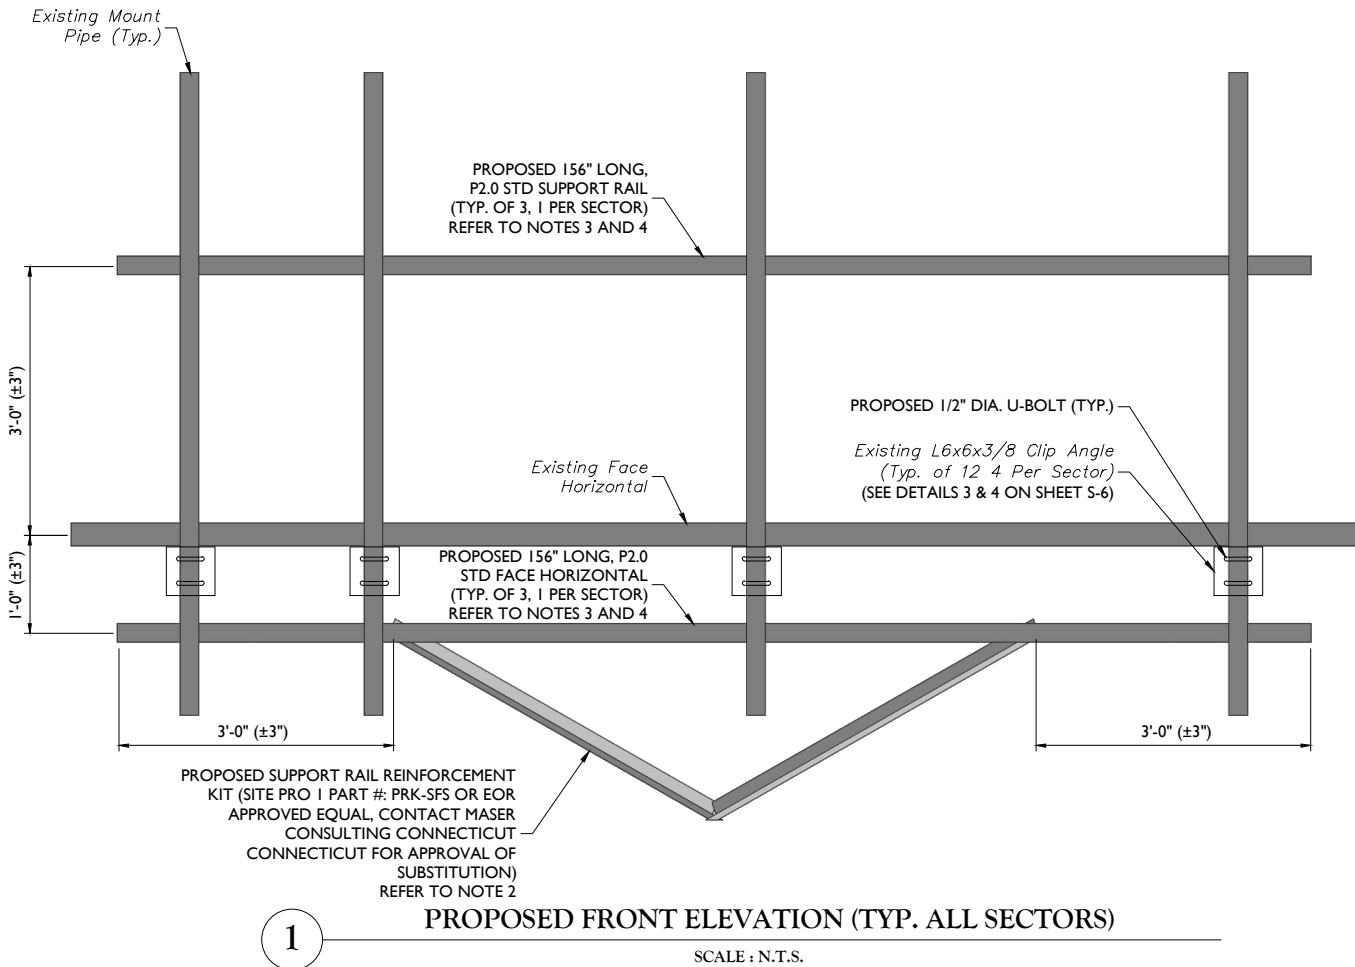 Existing Mount
Pipe (Typ.)
PROPOSED 156" LONG,
P2.0 STD SUPPORT RAIL
(TYP. OF 3, 1 PER SECTOR)
REFER TO NOTES 3 AND 4
3'-0" (±3")
PROPOSED 1/2" DIA. U-BOLT (TYP.)
Existing L6x6x3/8 Clip Angle
(Typ. of 12 4 Per Sector)
(SEE DETAILS 3 & 4 ON SHEET S-6)
Existing Face
Horizontal
1'-0" (±3")
PROPOSED 156" LONG, P2.0
STD FACE HORIZONTAL
(TYP. OF 3, 1 PER SECTOR)
REFER TO NOTES 3 AND 4
3'-0" (±3")
3'-0" (±3")
PROPOSED SUPPORT RAIL REINFORCEMENT
KIT (SITE PRO 1 PART #: PRK-SFS OR EOR
APPROVED EQUAL, CONTACT MASER
CONSULTING CONNECTICUT
CONNECTICUT FOR APPROVAL OF
SUBSTITUTION)
REFER TO NOTE 2
1
PROPOSED FRONT ELEVATION (TYP. ALL SECTORS)
SCALE : N.T.S.